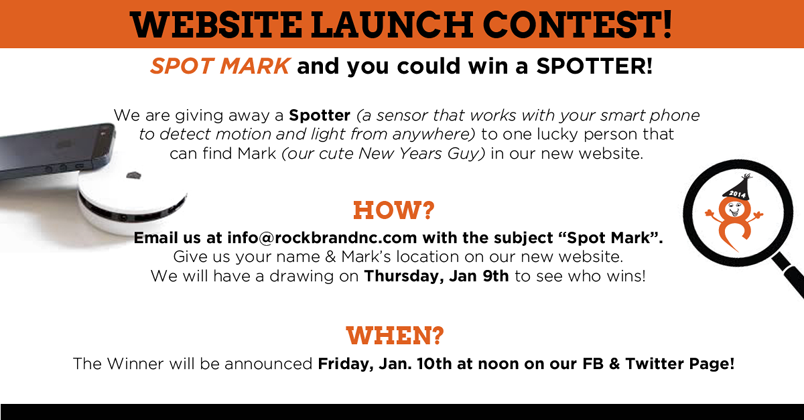 WEBSITE LAUNCH CONTEST!
SPOT MARK and you could win a SPOTTER!
We are giving away a Spotter (a sensor that works with your smart phone
to detect motion and light from anywhere) to one lucky person that
can find Mark (our cute New Years Guy) in our new website.
2014
HOW?
Email us at info@rockbrandnc.com with the subject “Spot Mark”.
Give us your name & Mark’s location on our new website.
We will have a drawing on Thursday, Jan 9th to see who wins!
WHEN?
The Winner will be announced Friday, Jan. 10th at noon on our FB & Twitter Page!